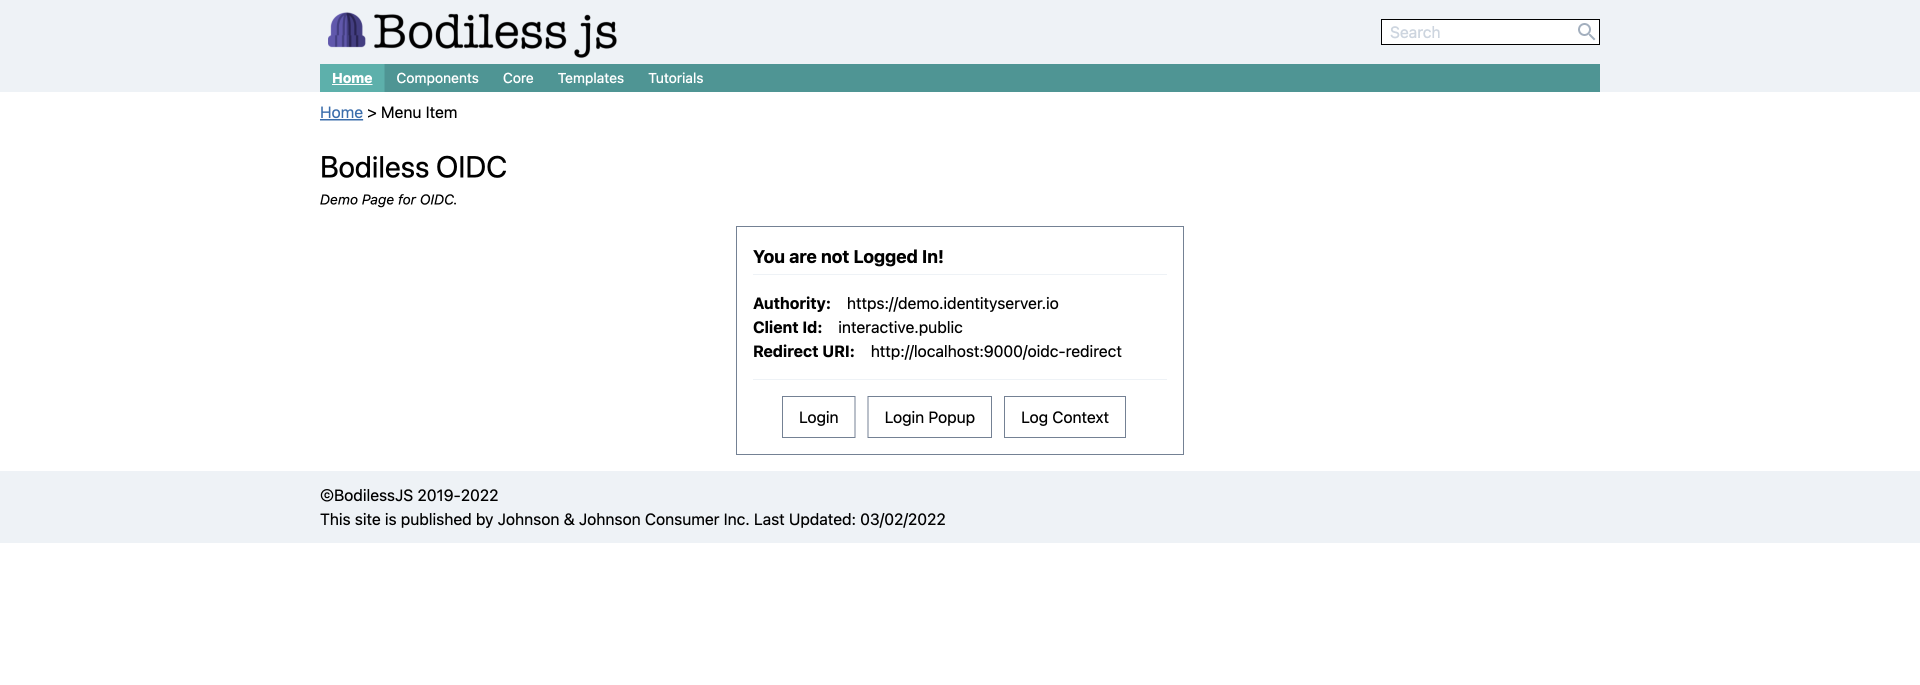 Bodiless js
Search
Home Components Core Templates Tutorials
Home > Menu Item
Bodiless OIDC
Demo Page for OIDC.
You are not Logged In!
Authority: https://demo.identityserver.io
Client Id: interactive.public
Redirect URI: http://localhost:9000/oidc-redirect
Login Login Popup Log Context
©BodilessJS 2019-2022
This site is published by Johnson & Johnson Consumer Inc. Last Updated: 03/02/2022